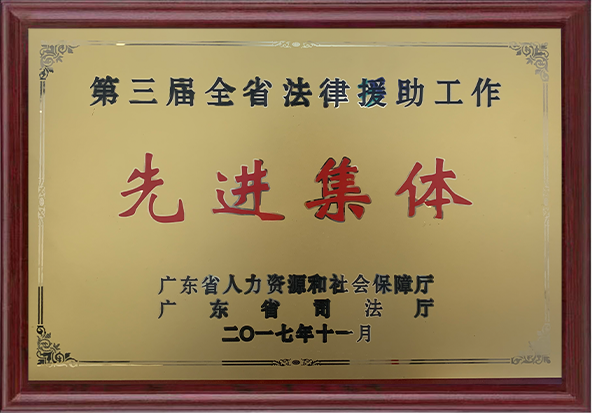 第三届全省法律援助工作
先进集体
广东省人力资源和社会保障厅
广东省司法厅
二〇一七年十一月